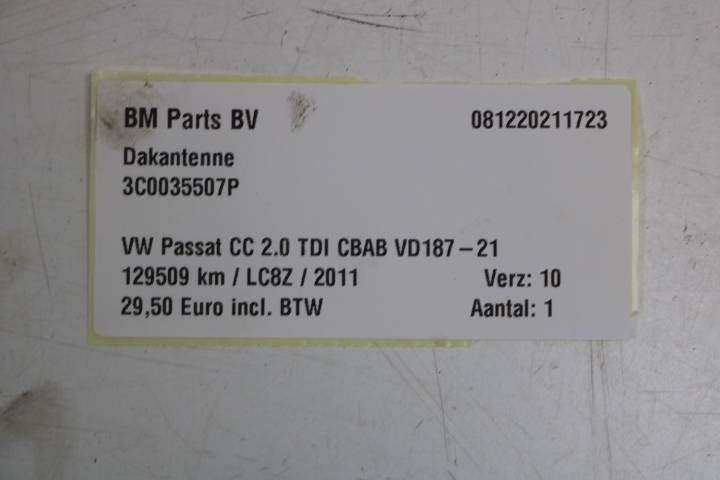 BM Parts BV 081220211723
Dakantenne
3C0035507P
VW Passat CC 2.0 TDI CBAB VD187-21
129509 km / LC8Z / 2011 Verz: 10
29,50 Euro incl. BTW Aantal: 1